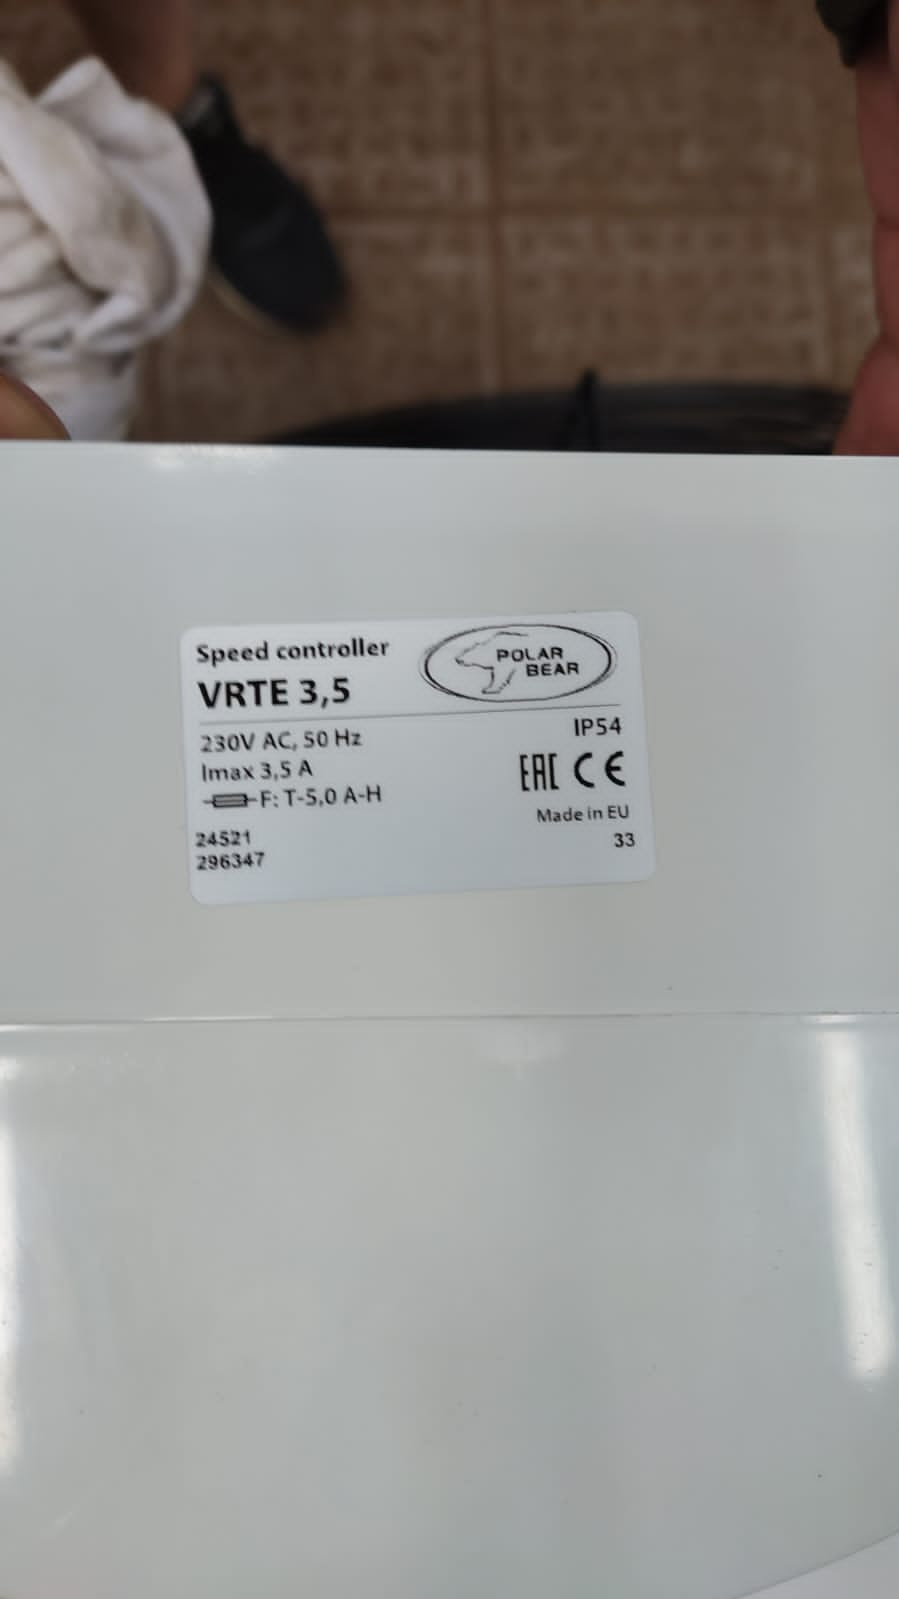 Speed controller
POLAR
BEAR
VRTE 3,5
230V AC, 50 Hz
IP54
Imax 3,5 A
EAC CE
F: T-5,0 A-H
Made in EU
24521
33
296347